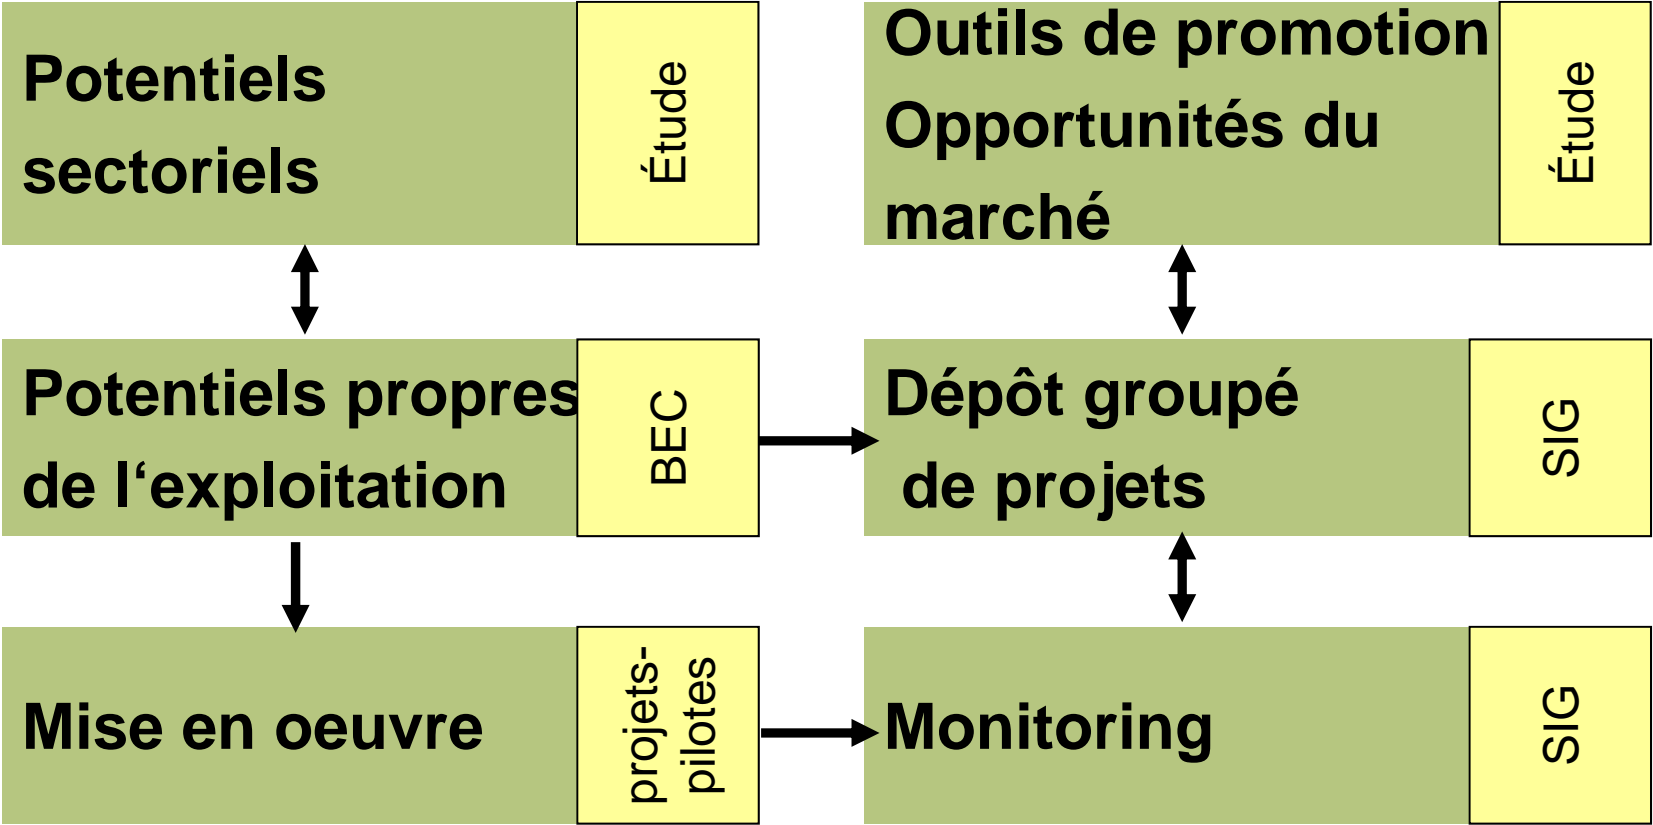 Potentiels
sectoriels
Étude
Outils de promotion
Opportunités du
marché
Étude
Potentiels propres
de l‘exploitation
BEC
Dépôt groupé
de projets
SIG
Mise en oeuvre
projets-
pilotes
Monitoring
SIG